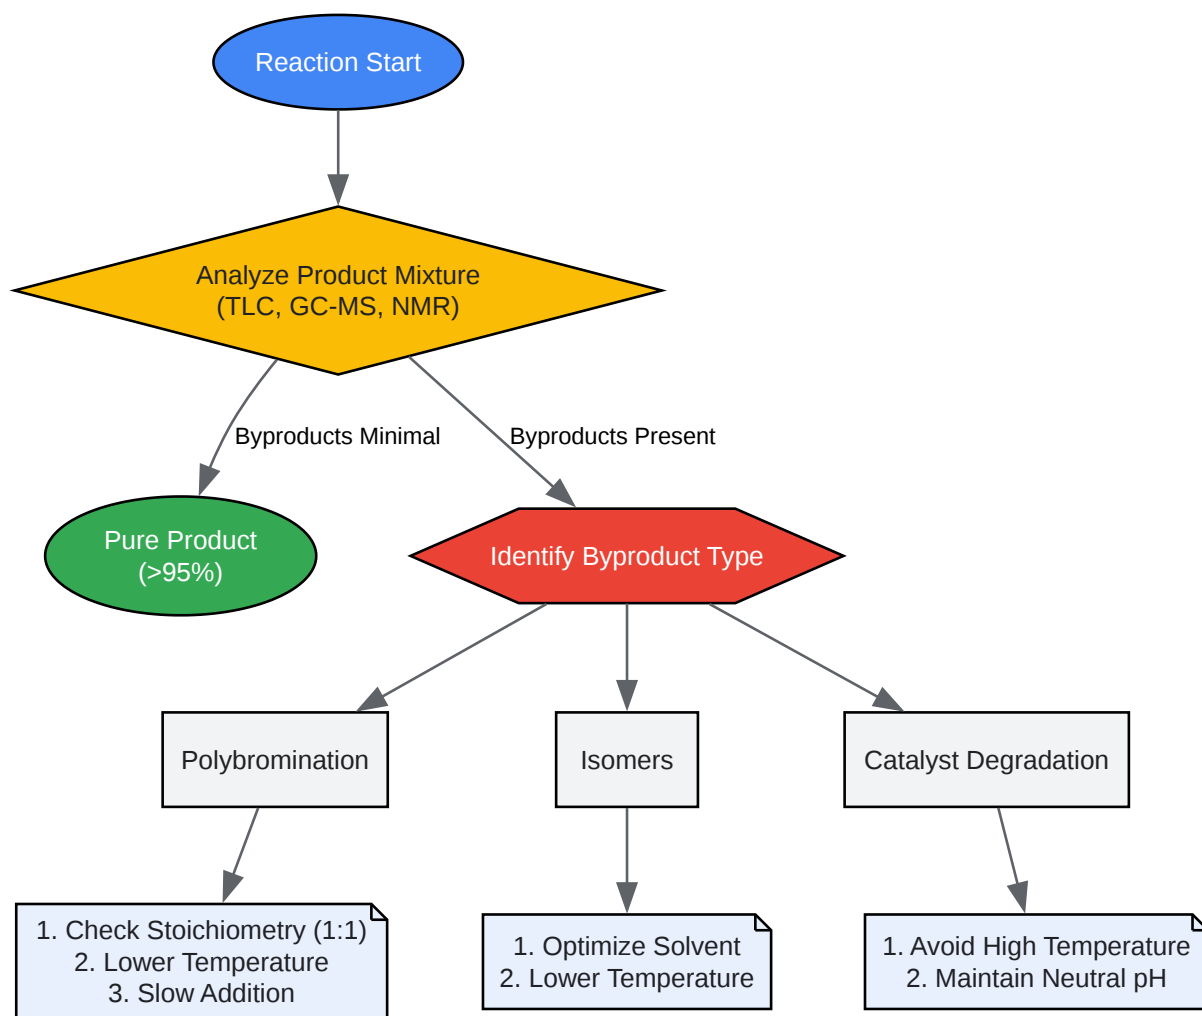 Reaction Start
Analyze Product Mixture
(TLC, GC-MS, NMR)
Byproducts Minimal
Byproducts Present
Pure Product
(>95%)
Identify Byproduct Type
Polybromination
Isomers
Catalyst Degradation
1. Check Stoichiometry (1:1)
2. Lower Temperature
3. Slow Addition
1. Optimize Solvent
2. Lower Temperature
1. Avoid High Temperature
2. Maintain Neutral pH